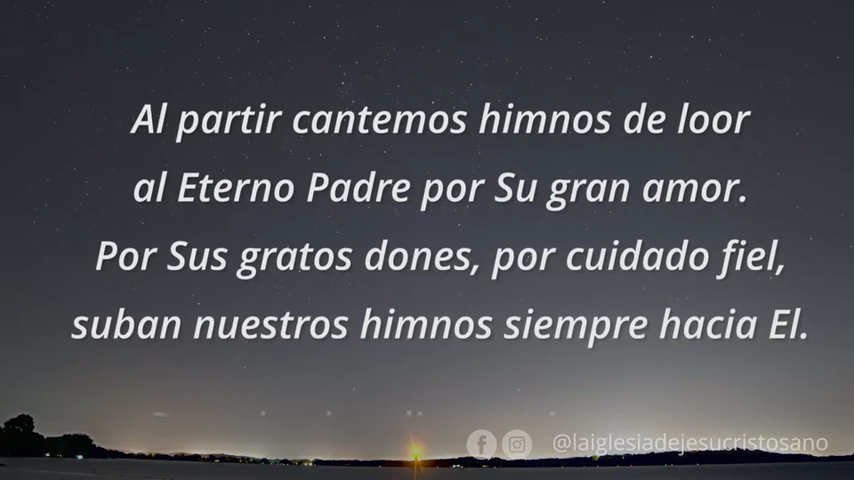 Al partir cantemos himnos de loor
al Eterno Padre por Su gran amor.
Por Sus gratos dones, por cuidado fiel,
suban nuestros himnos siempre hacia El.
@laiglesiadejesucristosano